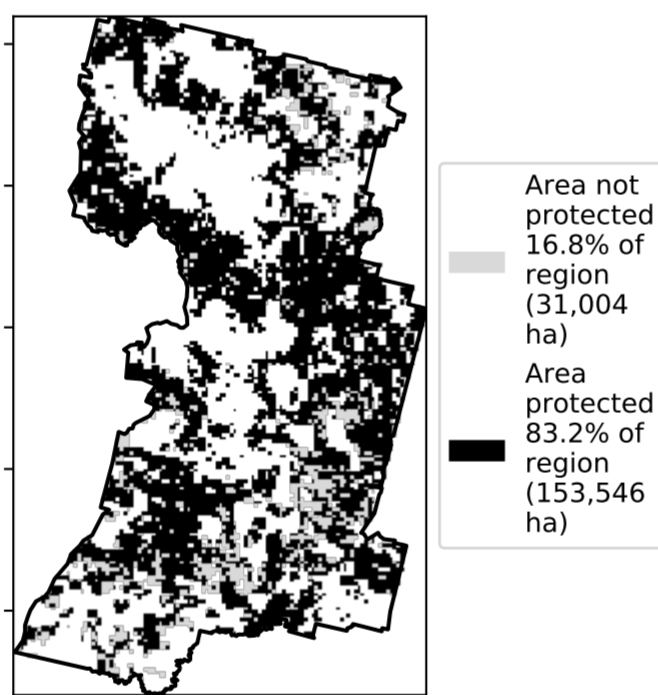 Area not
protected
16.8% of
region
(31,004
ha)
Area
protected
83.2% of
region
(153,546
ha)